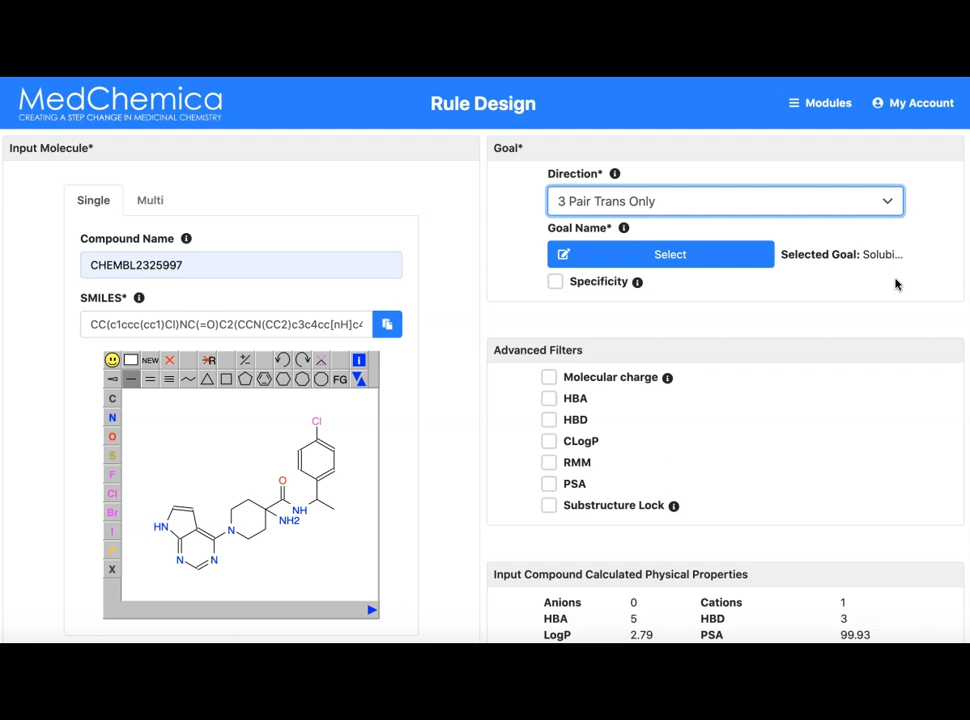 MedChemica
CREATING A STEP CHANGE IN MEDICINAL CHEMISTRY
Rule Design
Modules
My Account
Input Molecule*
Single
Multi
Compound Name
CHEMBL2325997
SMILES*
CC(c1ccc(cc1)Cl)NC(=O)C2(CCN(CC2)c3c4cc[nH]c4
NEW
R
+/-
i
FG
C
N
O
S
F
Cl
Br
I
P
X
Cl
O
NH
NH2
HN
N
N
N
Goal*
Direction*
3 Pair Trans Only
Goal Name*
Select
Selected Goal: Solubi...
Specificity
Advanced Filters
Molecular charge
HBA
HBD
CLogP
RMM
PSA
Substructure Lock
Input Compound Calculated Physical Properties
Anions 0 Cations 1
HBA 5 HBD 3
LogP 2.79 PSA 99.93